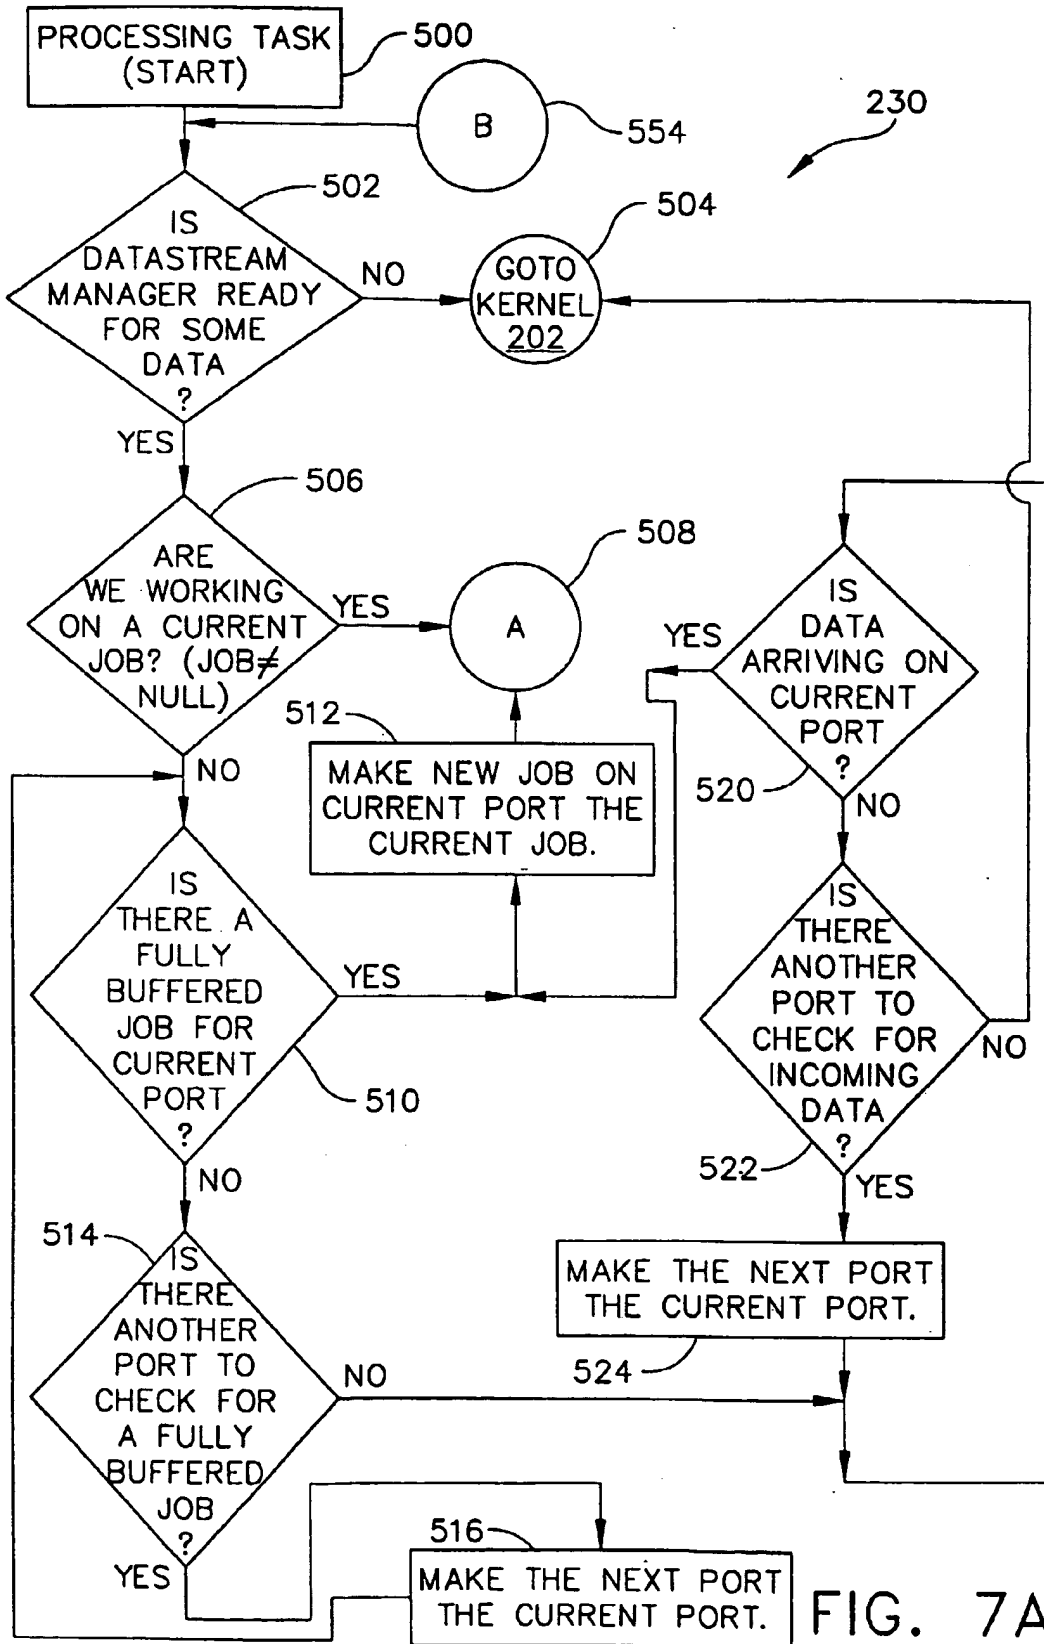 PROCESSING TASK
(START)
500
B
554
230
502
IS
DATASTREAM
MANAGER READY
FOR SOME
DATA
?
NO
504
GOTO
KERNEL
202
YES
506
ARE
WE WORKING
ON A CURRENT
JOB? (JOB≠
NULL)
YES
508
A
NO
512
MAKE NEW JOB ON
CURRENT PORT THE
CURRENT JOB.
YES
IS
DATA
ARRIVING ON
CURRENT
PORT
?
520
NO
IS
THERE A
FULLY
BUFFERED
JOB FOR
CURRENT
PORT
?
YES
510
NO
IS
THERE
ANOTHER
PORT TO
CHECK FOR
INCOMING
DATA
?
NO
522
YES
514
IS
THERE
ANOTHER
PORT TO
CHECK FOR
A FULLY
BUFFERED
JOB
?
NO
YES
MAKE THE NEXT PORT
THE CURRENT PORT.
524
516
MAKE THE NEXT PORT
THE CURRENT PORT.
FIG. 7A